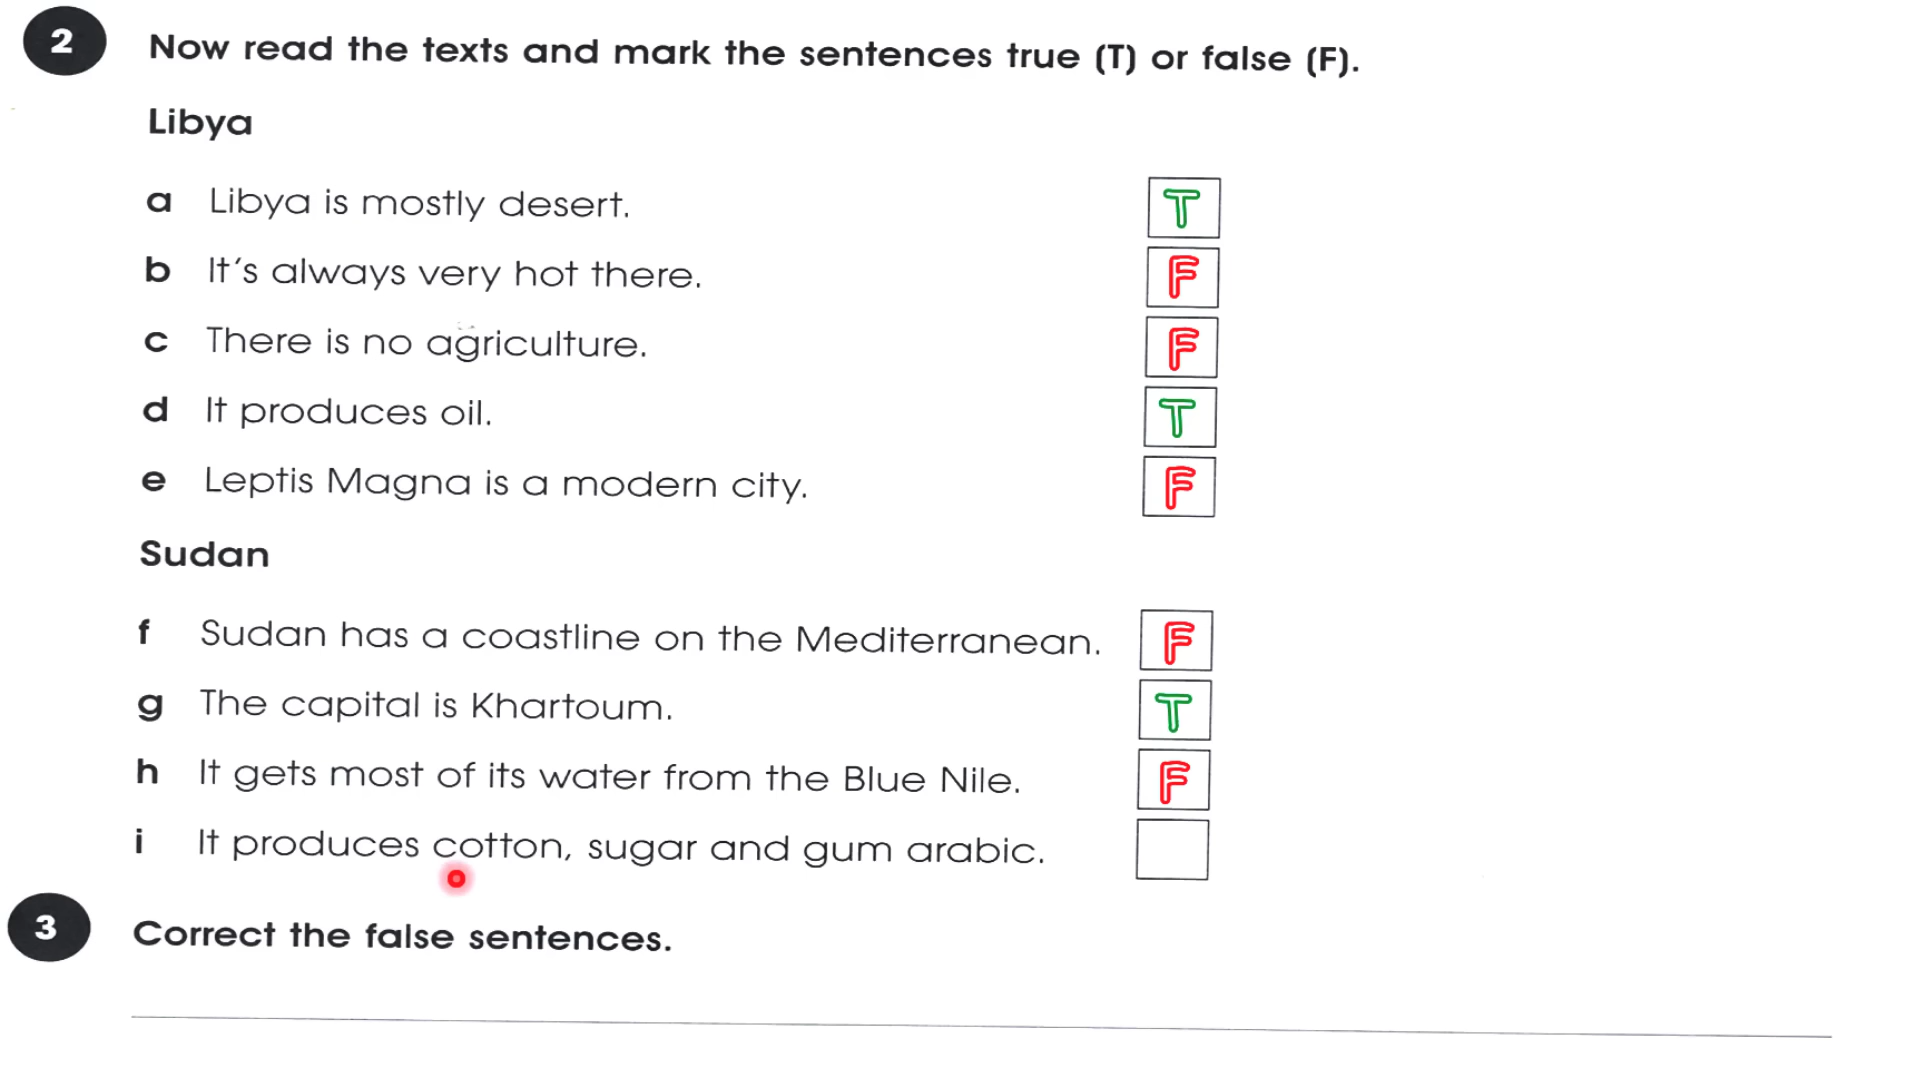 2 Now read the texts and mark the sentences true (T) or false (F).
Libya
a Libya is mostly desert. T
b It's always very hot there. F
c There is no agriculture. F
d It produces oil. T
e Leptis Magna is a modern city. F
Sudan
f Sudan has a coastline on the Mediterranean. F
g The capital is Khartoum. T
h It gets most of its water from the Blue Nile. F
i It produces cotton, sugar and gum arabic.
3 Correct the false sentences.